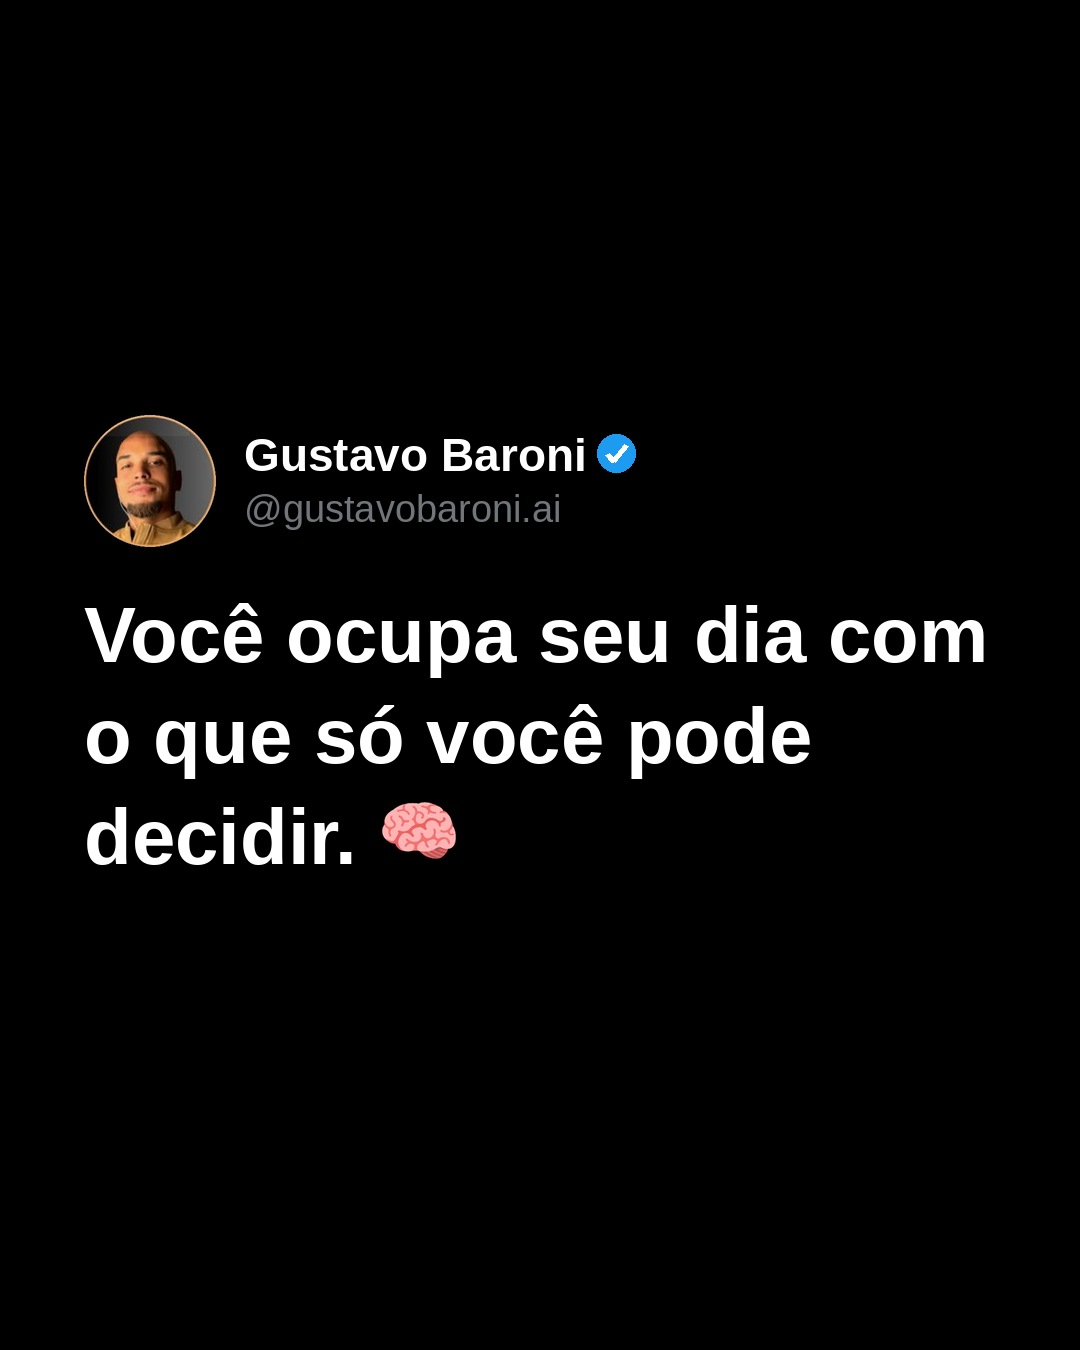 Gustavo Baroni
@gustavobaroni.ai
Você ocupa seu dia com
o que só você pode
decidir. 🧠